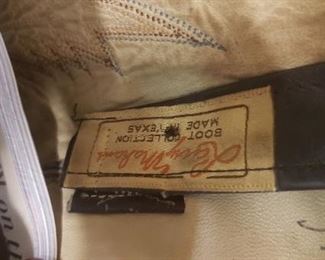 Larry Mahan's
BOOT COLLECTION
MADE IN TEXAS